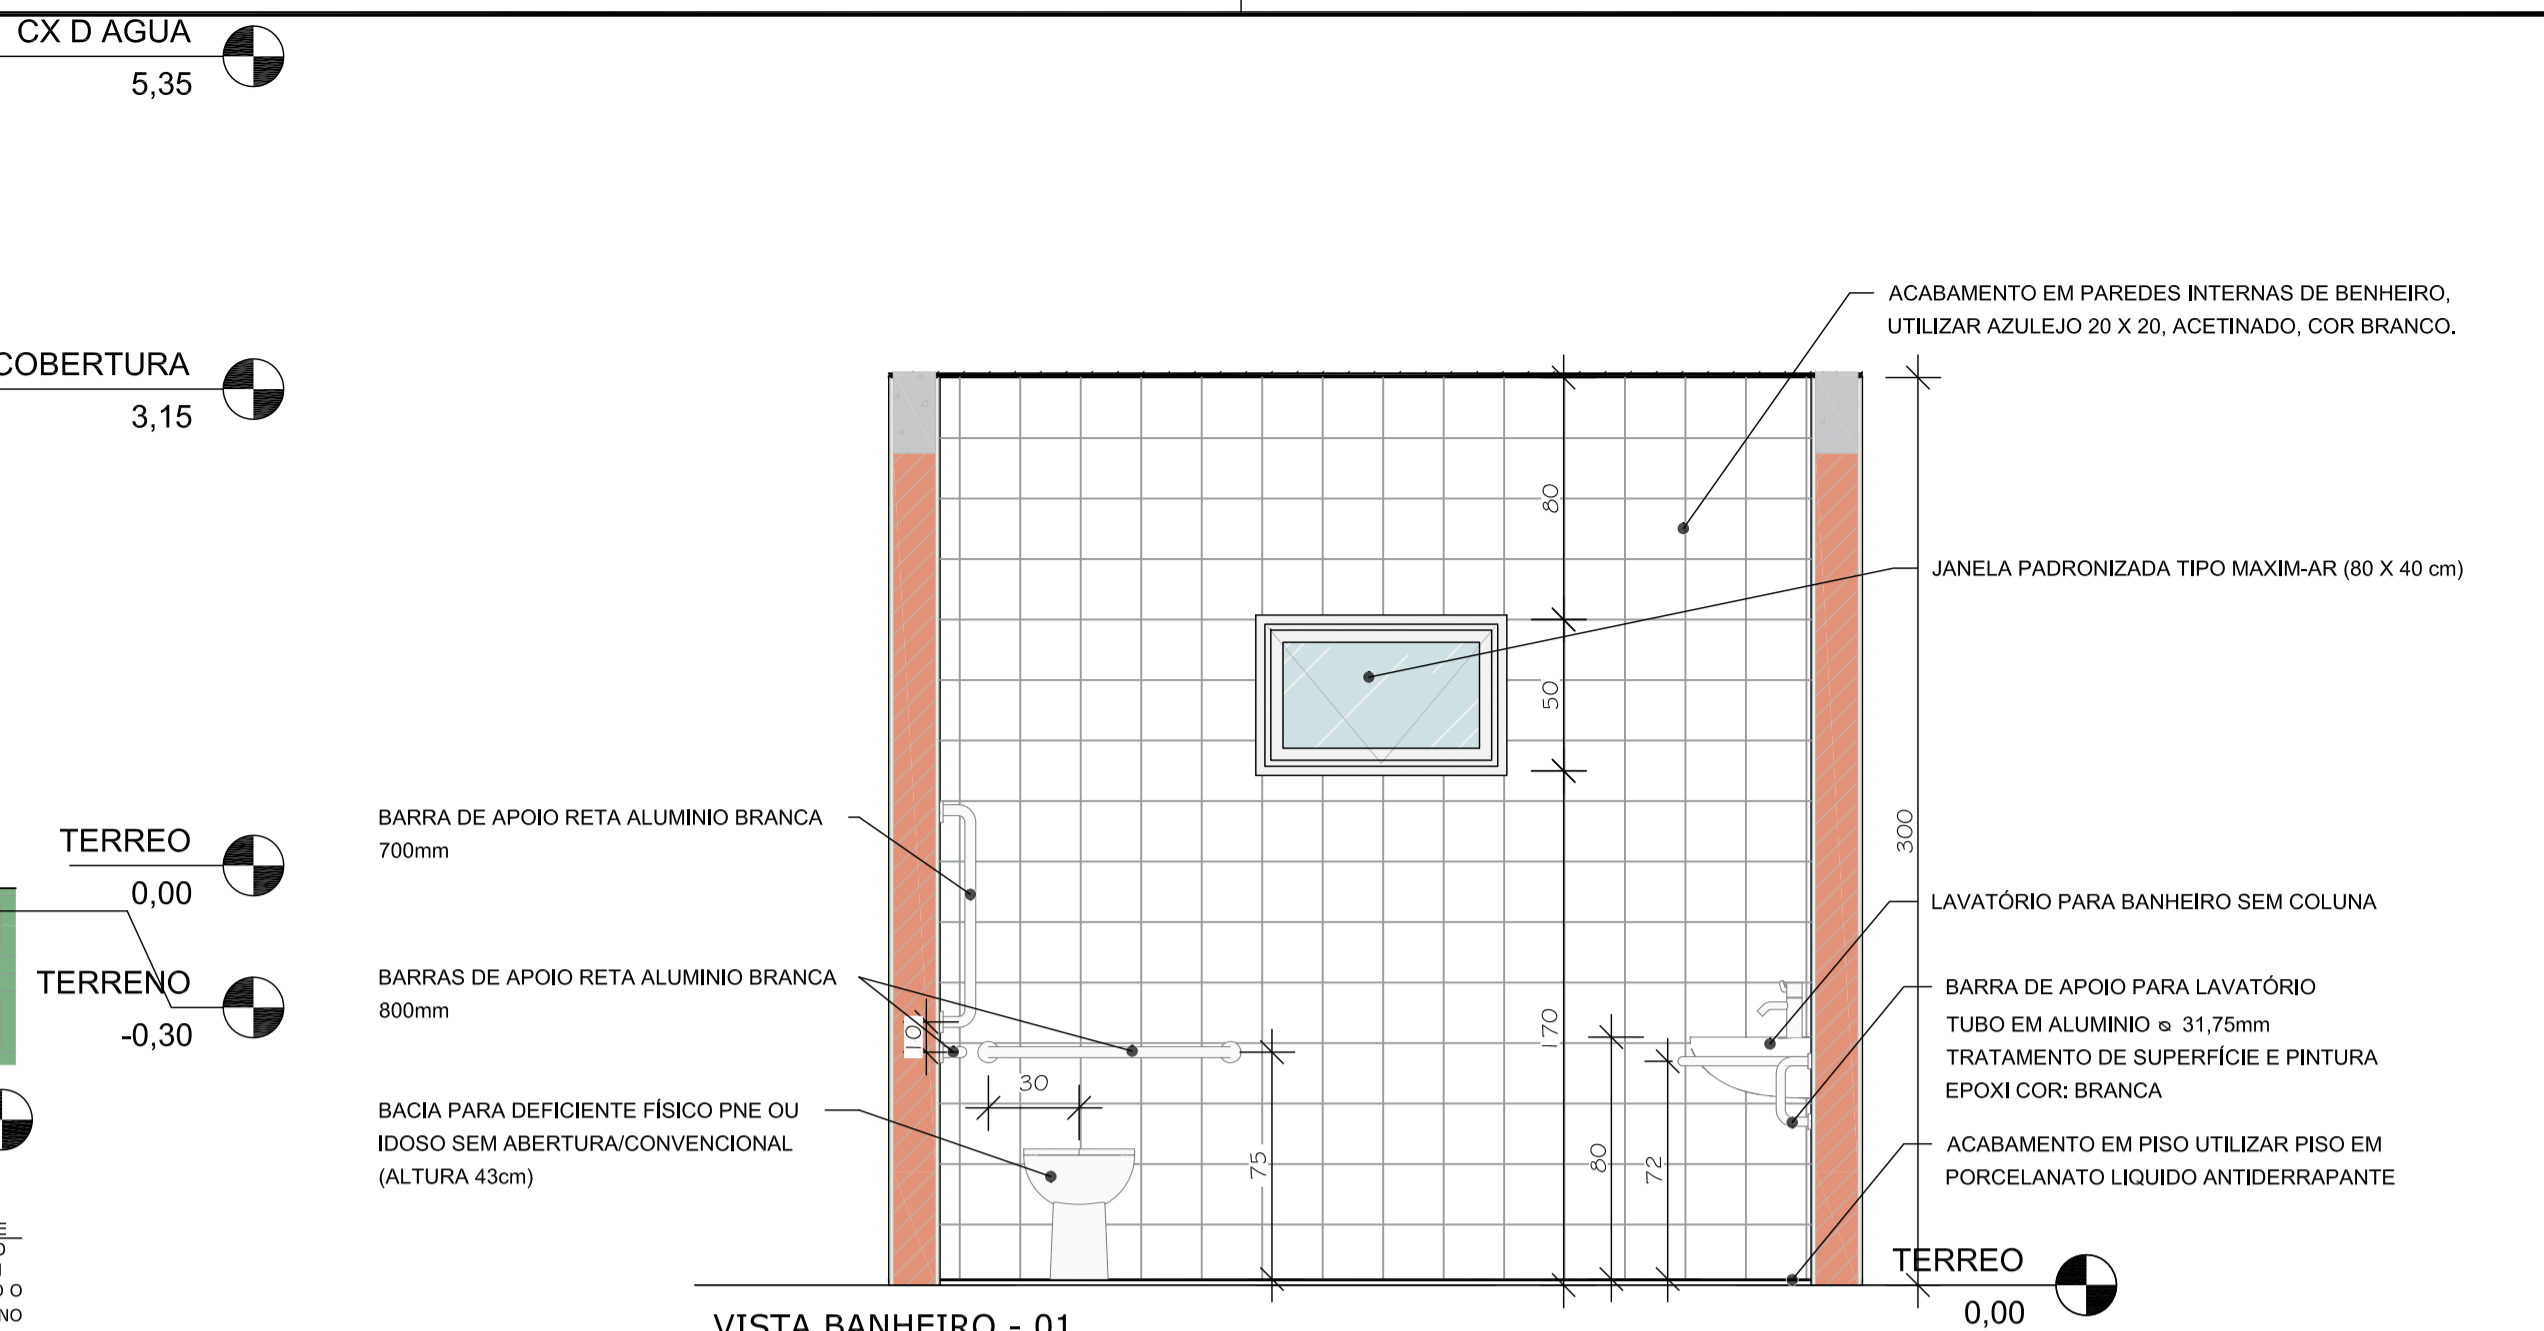 CX D AGUA
5,35
COBERTURA
3,15
TERREO
0,00
TERRENO
-0,30
ACABAMENTO EM PAREDES INTERNAS DE BENHEIRO,
UTILIZAR AZULEJO 20 X 20, ACETINADO, COR BRANCO.
JANELA PADRONIZADA TIPO MAXIM-AR (80 X 40 cm)
BARRA DE APOIO RETA ALUMINIO BRANCA
700mm
BARRAS DE APOIO RETA ALUMINIO BRANCA
800mm
BACIA PARA DEFICIENTE FÍSICO PNE OU
IDOSO SEM ABERTURA/CONVENCIONAL
(ALTURA 43cm)
80
50
170
300
10
30
75
80
72
LAVATÓRIO PARA BANHEIRO SEM COLUNA
BARRA DE APOIO PARA LAVATÓRIO
TUBO EM ALUMINIO ⌀ 31,75mm
TRATAMENTO DE SUPERFÍCIE E PINTURA
EPOXI COR: BRANCA
ACABAMENTO EM PISO UTILIZAR PISO EM
PORCELANATO LIQUIDO ANTIDERRAPANTE
TERREO
0,00
VISTA BANHEIRO - 01
O
NO